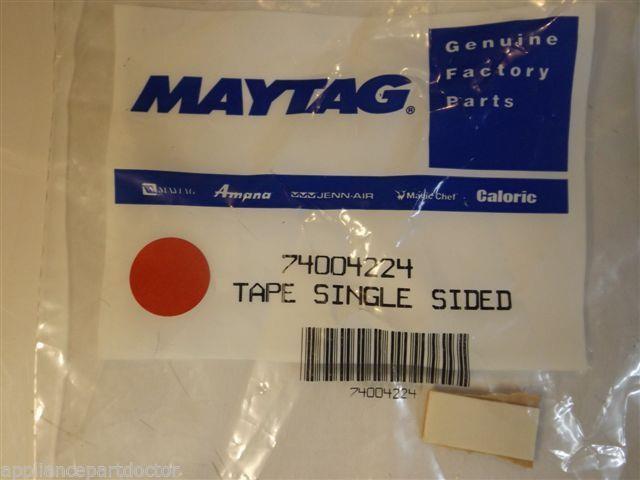 MAYTAG®
Genuine
Factory
Parts
MAYTAG Amana JENN-AIR Magic Chef Caloric
74004224
TAPE SINGLE SIDED
74004224
appliancepartdoctor